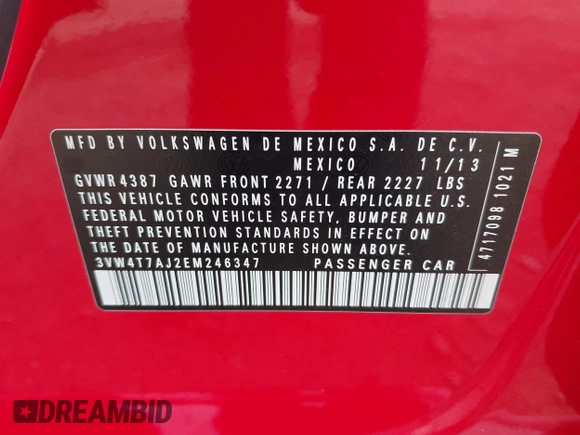 MFD BY VOLKSWAGEN DE MEXICO S.A. DE C.V.
MEXICO 11/13
GVWR 4387 GAWR FRONT 2271 / REAR 2227 LBS
THIS VEHICLE CONFORMS TO ALL APPLICABLE U.S.
FEDERAL MOTOR VEHICLE SAFETY, BUMPER AND
THEFT PREVENTION STANDARDS IN EFFECT ON
THE DATE OF MANUFACTURE SHOWN ABOVE.
3VW4T7AJ2EM246347 PASSENGER CAR
4717098 1021 M
DREAMBID